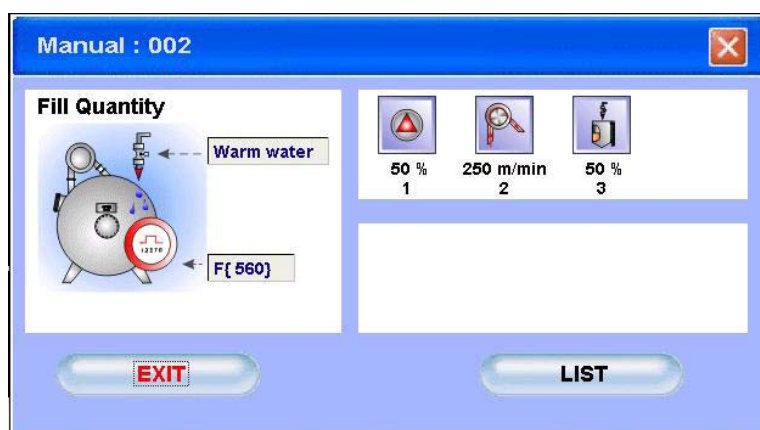 Manual : 002
Fill Quantity
Warm water
F{ 560}
50 %
1
250 m/min
2
50 %
3
EXIT
LIST